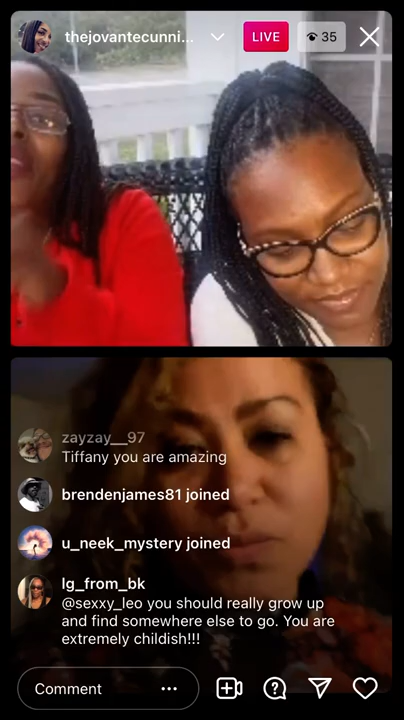 thejovantecunni...
LIVE
35
zayzay__97
Tiffany you are amazing
brendenjames81 joined
u_neek_mystery joined
lg_from_bk
@sexxy_leo you should really grow up
and find somewhere else to go. You are
extremely childish!!!
Comment